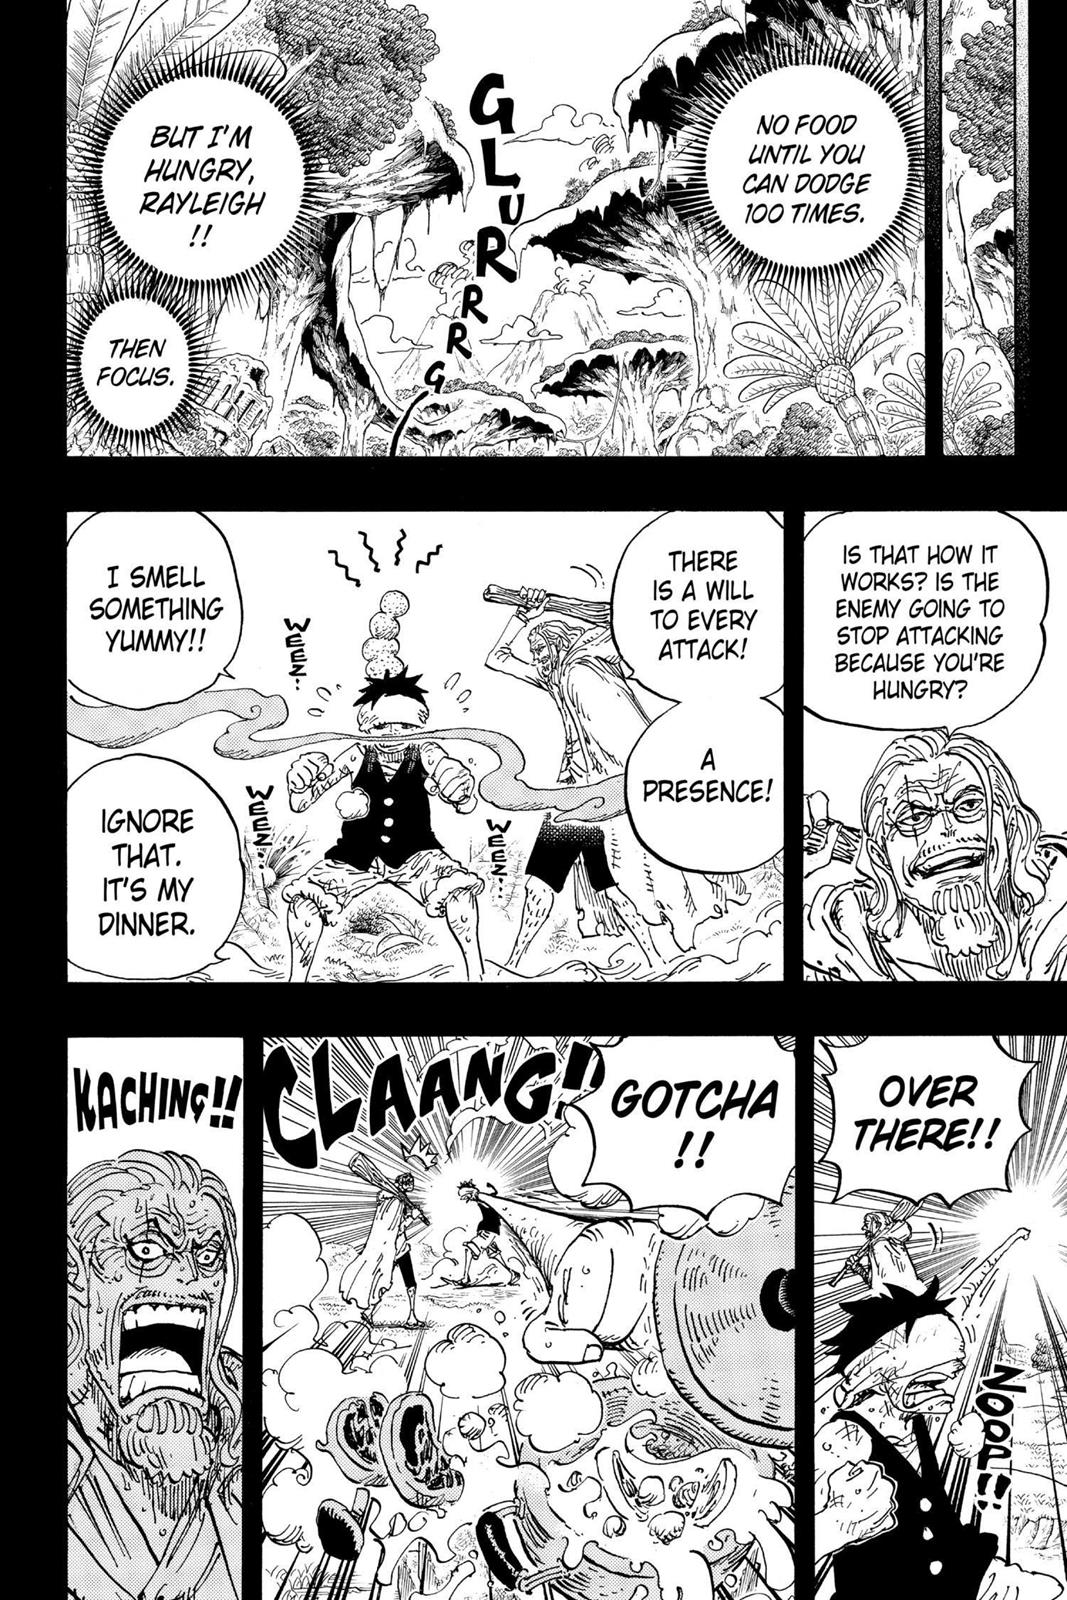 NO FOOD
UNTIL YOU
CAN DODGE
100 TIMES.
GLURRRG
BUT I'M
HUNGRY,
RAYLEIGH
!!
THEN
FOCUS.
IS THAT HOW IT
WORKS? IS THE
ENEMY GOING TO
STOP ATTACKING
BECAUSE YOU'RE
HUNGRY?
THERE
IS A WILL
TO EVERY
ATTACK!
A
PRESENCE!
WEEZ..
WEEZ..
WEEZ..
I SMELL
SOMETHING
YUMMY!!
IGNORE
THAT.
IT'S MY
DINNER.
OVER
THERE!!
NOOP!!
GOTCHA
!!
CLAANG!!
KACHING!!